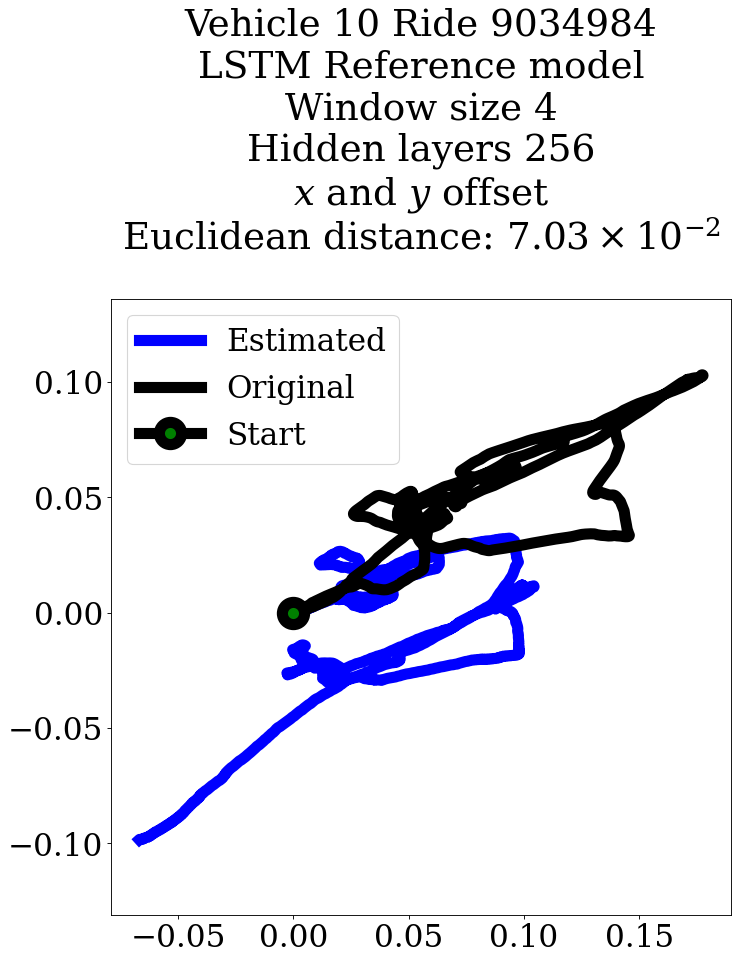 Vehicle 10 Ride 9034984
LSTM Reference model
Window size 4
Hidden layers 256
x and y offset
Euclidean distance: 7.03 × 10⁻²
Estimated
Original
Start
0.10
0.05
0.00
−0.05
−0.10
−0.05 0.00 0.05 0.10 0.15